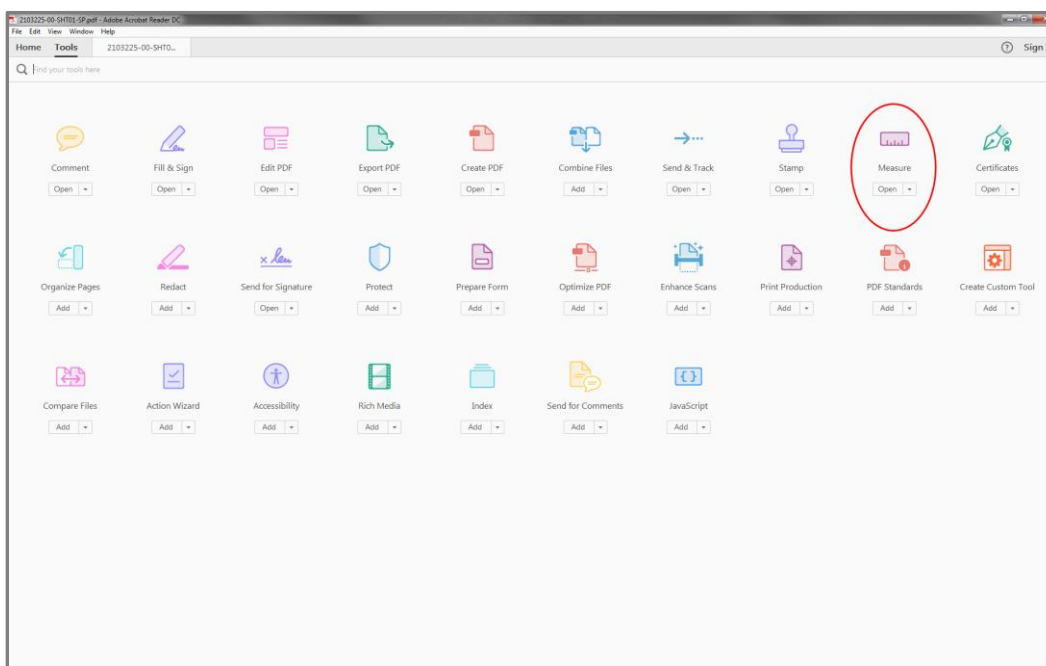 2103225-00-SHT01-SP.pdf - Adobe Acrobat Reader DC
File Edit View Window Help
Home Tools 2103225-00-SHT0... Sign
Find your tools here
Comment Fill & Sign Edit PDF Export PDF Create PDF Combine Files Send & Track Stamp Measure Certificates
Open Open Open Open Open Add Open Open Open Open
Organize Pages Redact Send for Signature Protect Prepare Form Optimize PDF Enhance Scans Print Production PDF Standards Create Custom Tool
Add Add Open Add Add Add Add Add Add Add
Compare Files Action Wizard Accessibility Rich Media Index Send for Comments JavaScript
Add Add Add Add Add Add Add